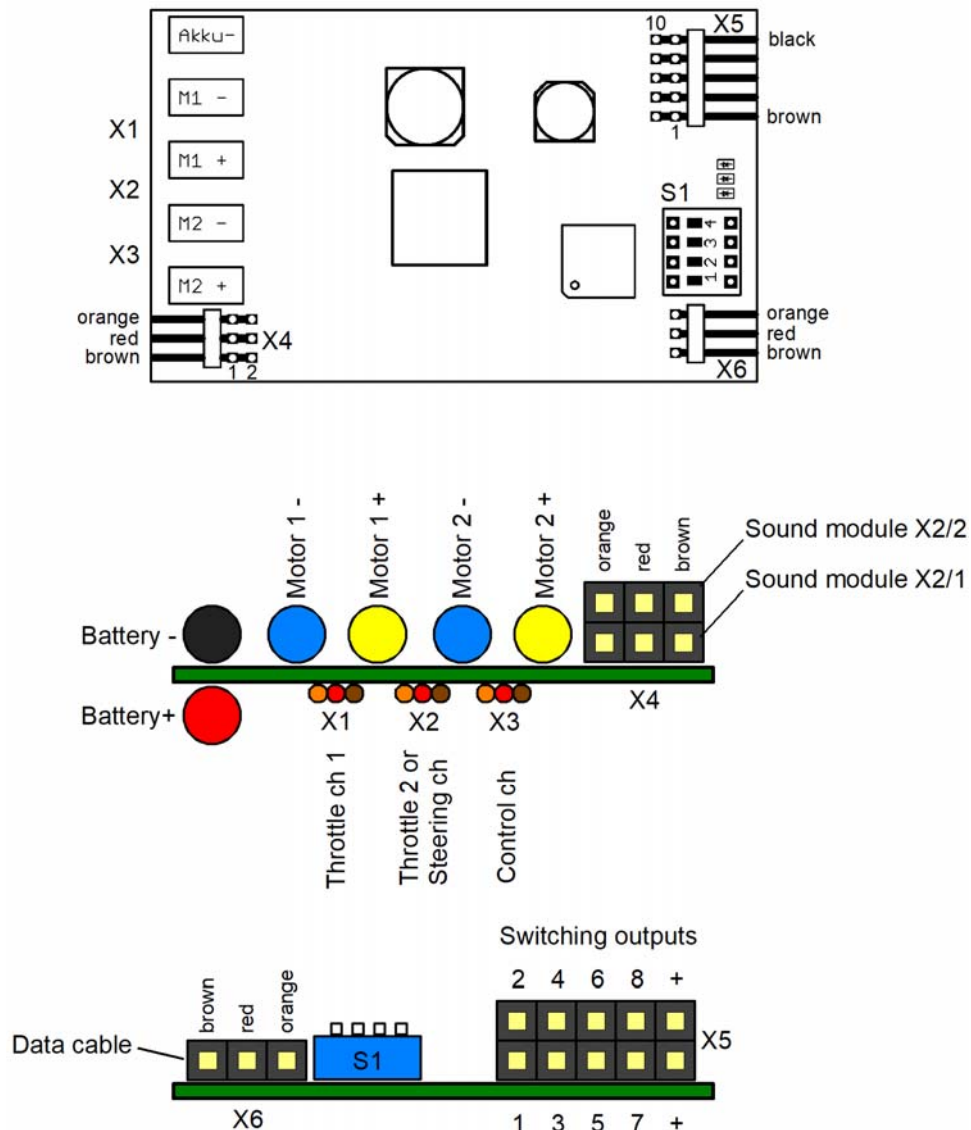 Akku-
M1 -
X1
M1 +
X2
M2 -
X3
M2 +
orange
red
brown
X4
1 2
10
X5
black
brown
1
S1
4
3
2
1
orange
red
brown
X6
Motor 1 -
Motor 1 +
Motor 2 -
Motor 2 +
orange
red
brown
Sound module X2/2
Sound module X2/1
Battery -
Battery+
X1
X2
X3
X4
Throttle ch 1
Throttle 2 or
Steering ch
Control ch
Switching outputs
brown
red
orange
2 4 6 8 +
Data cable
S1
X5
X6
1 3 5 7 +